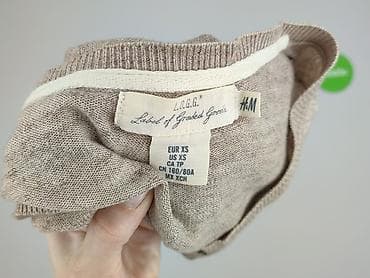 L.O.G.G.
Label of Graded Goods
H&M
EUR XS
US XS
CA TP
CN 160/80A
MX XCH